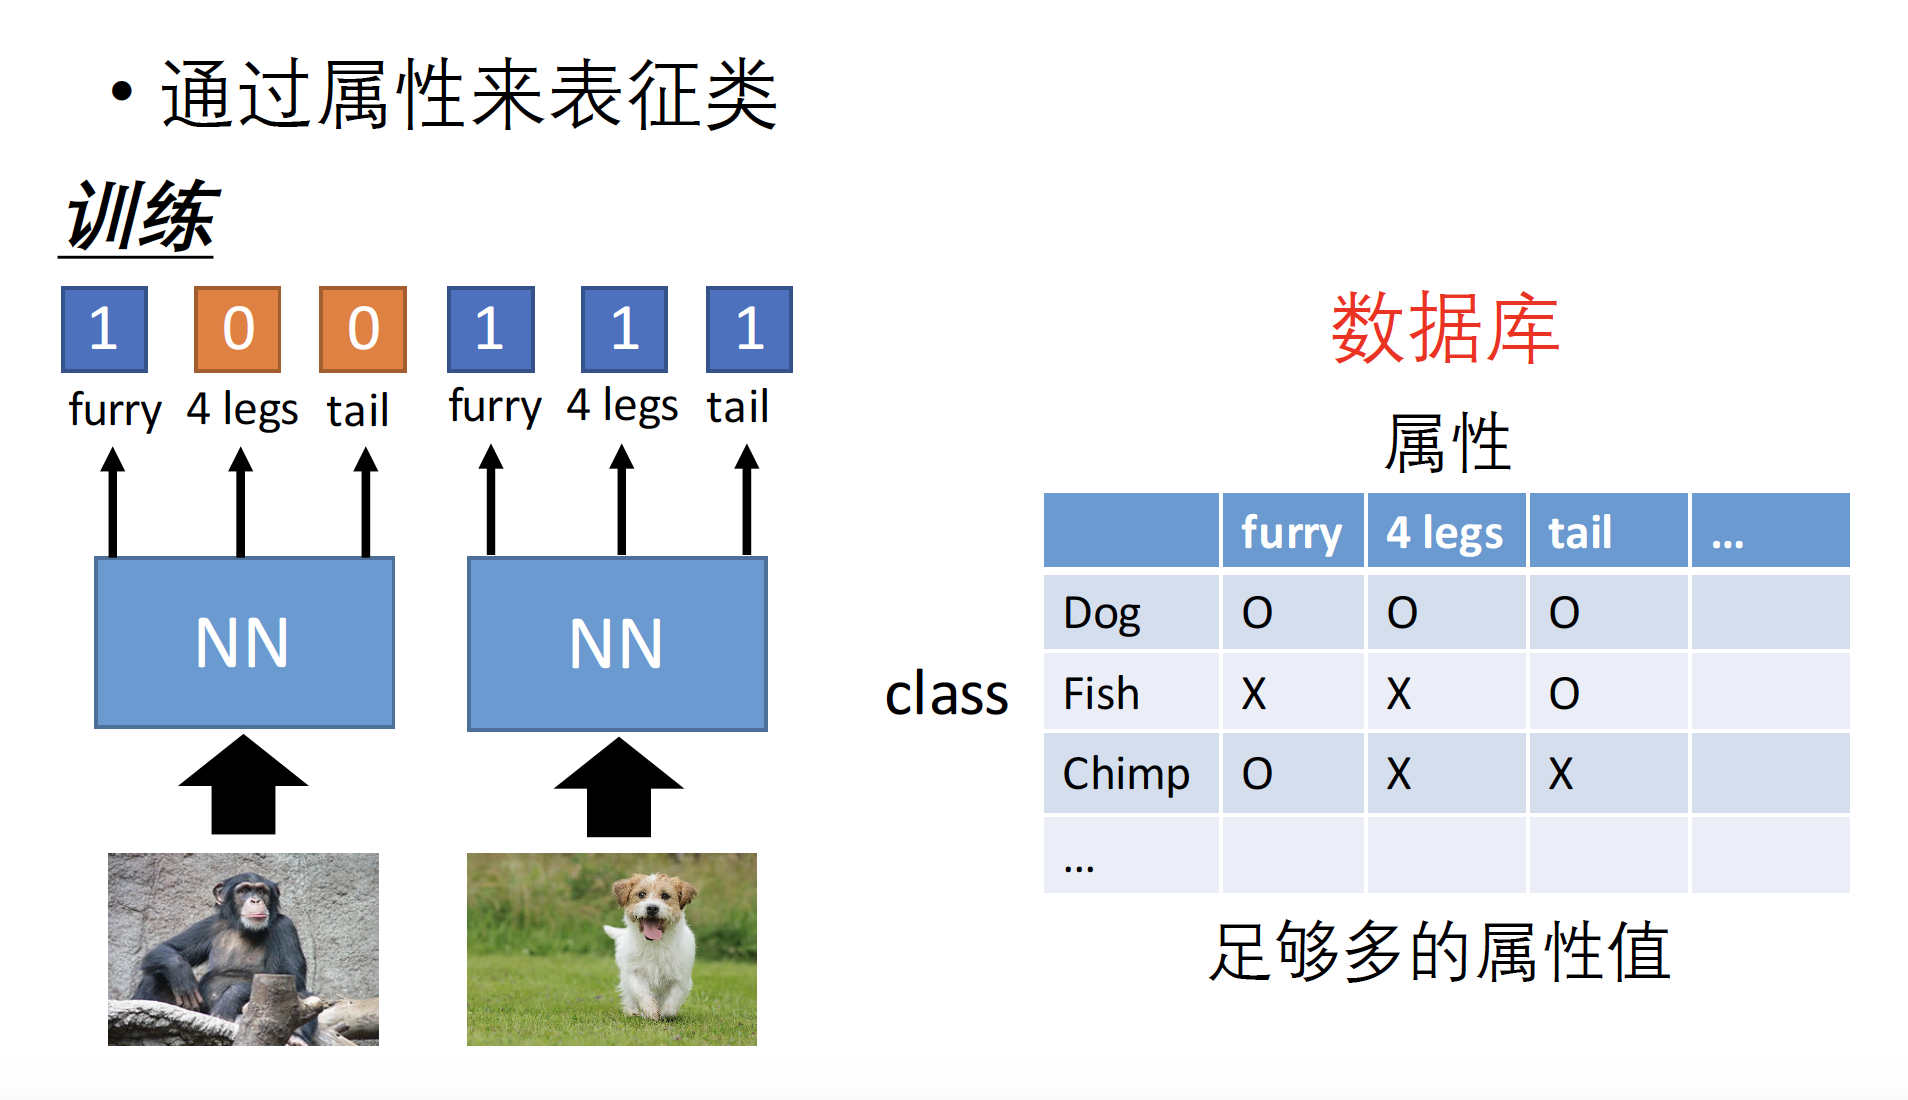 • 通过属性来表征类
训练
1 0 0 1 1 1
furry 4 legs tail furry 4 legs tail
NN NN
数据库
属性
furry 4 legs tail ...
Dog O O O
class
Fish X X O
Chimp O X X
...
足够多的属性值